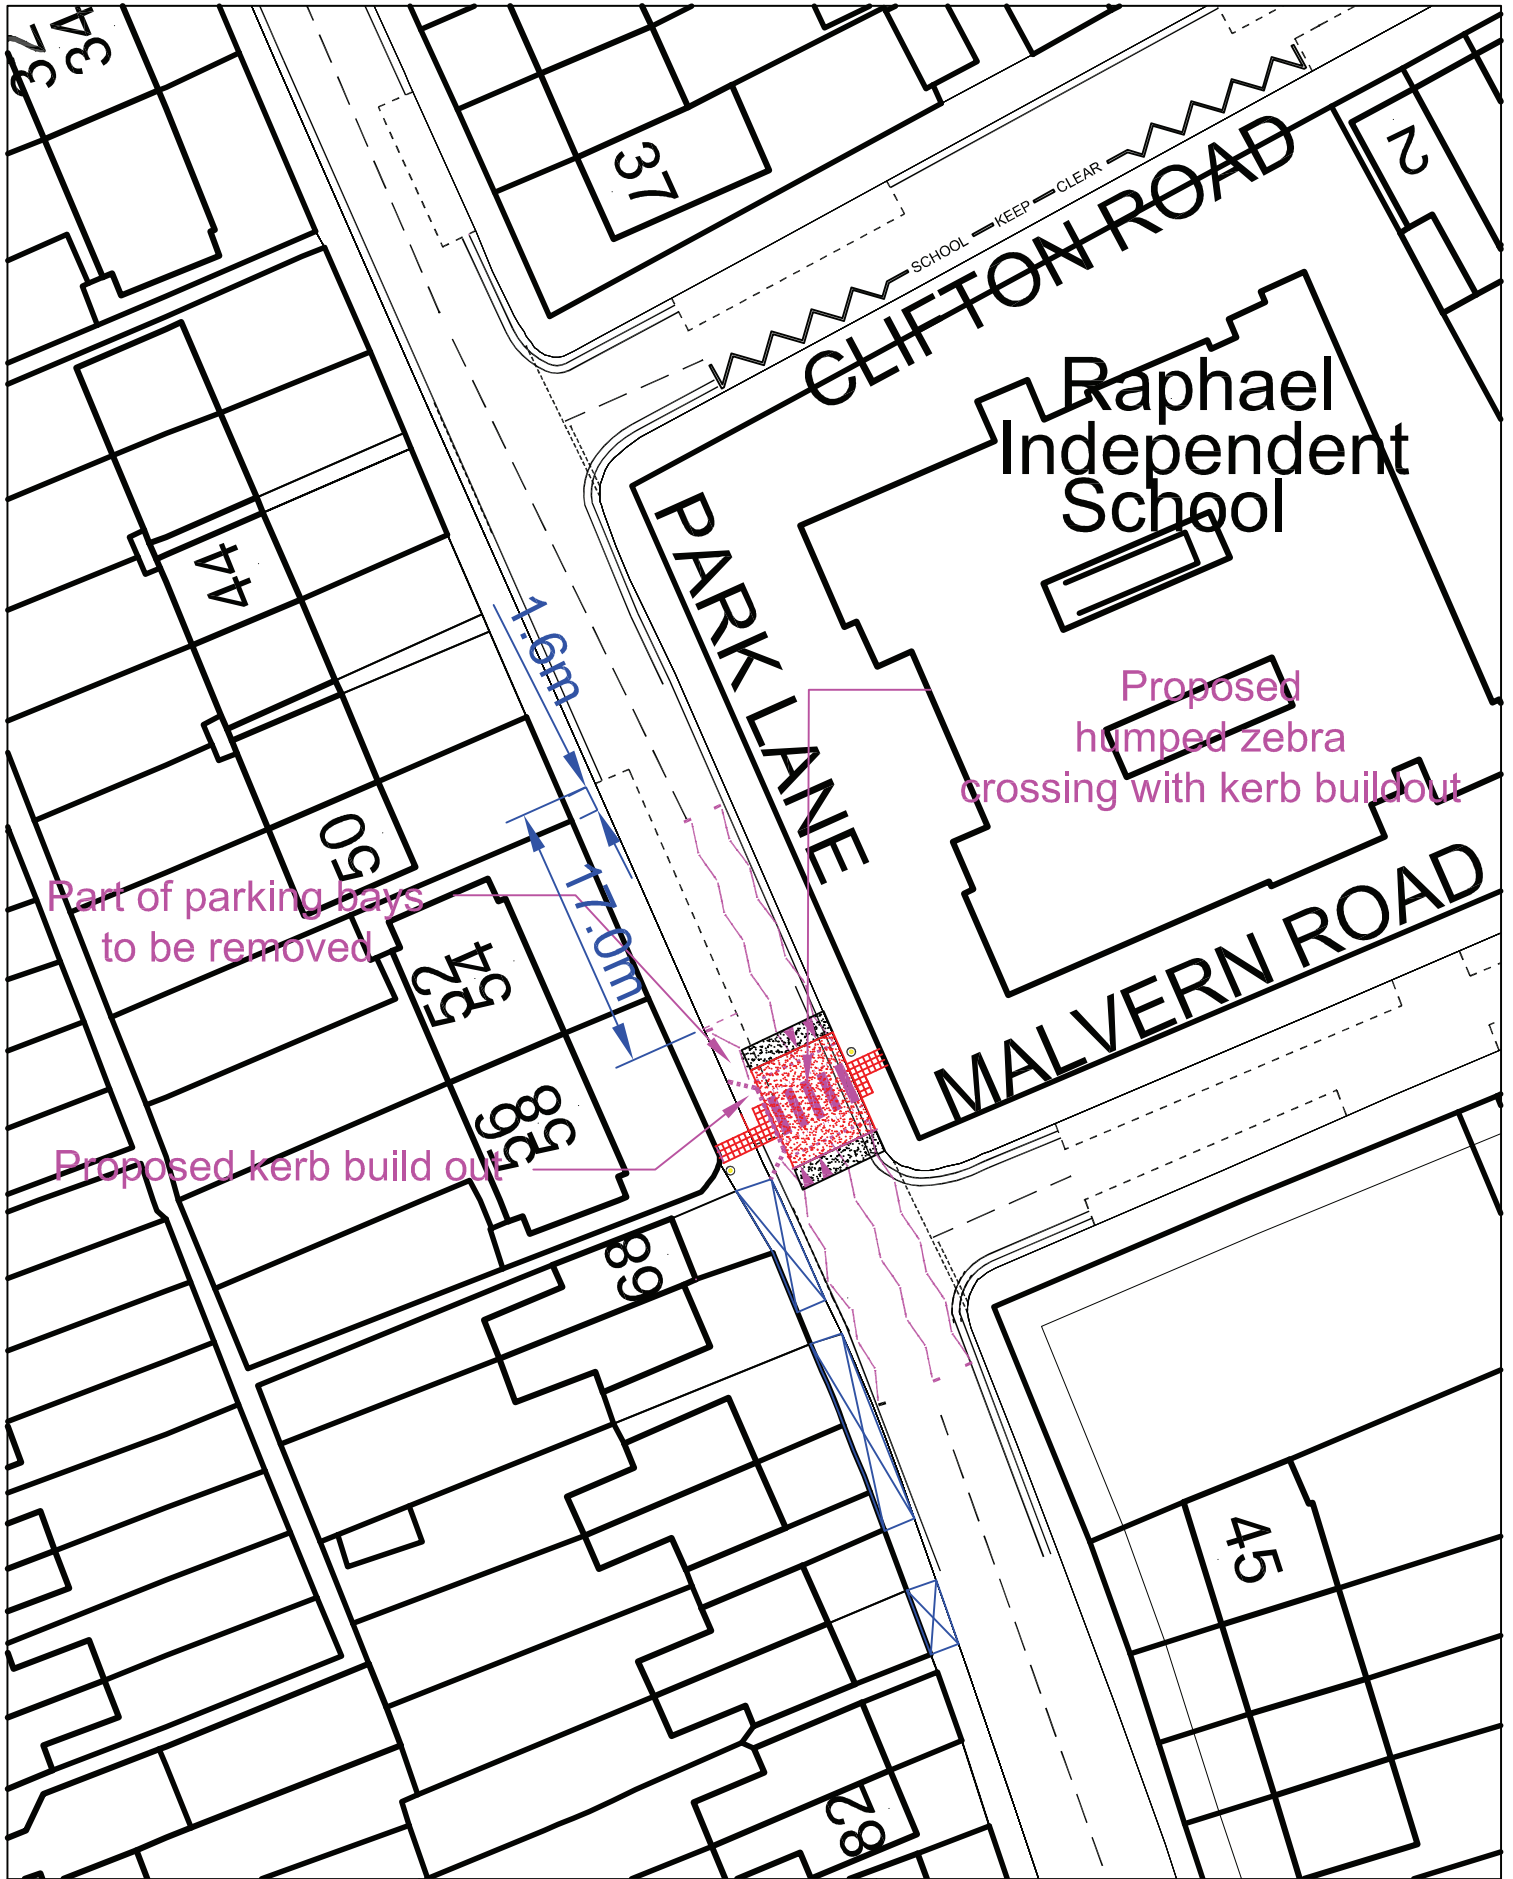 32
34
37
2
SCHOOL KEEP CLEAR
CLIFTON ROAD
Raphael
Independent
School
PARK LANE
44
1.6m
Proposed
humped zebra
crossing with kerb buildout
50
Part of parking bays
to be removed
17.0m
52
54
MALVERN ROAD
56
58
Proposed kerb build out
68
45
82